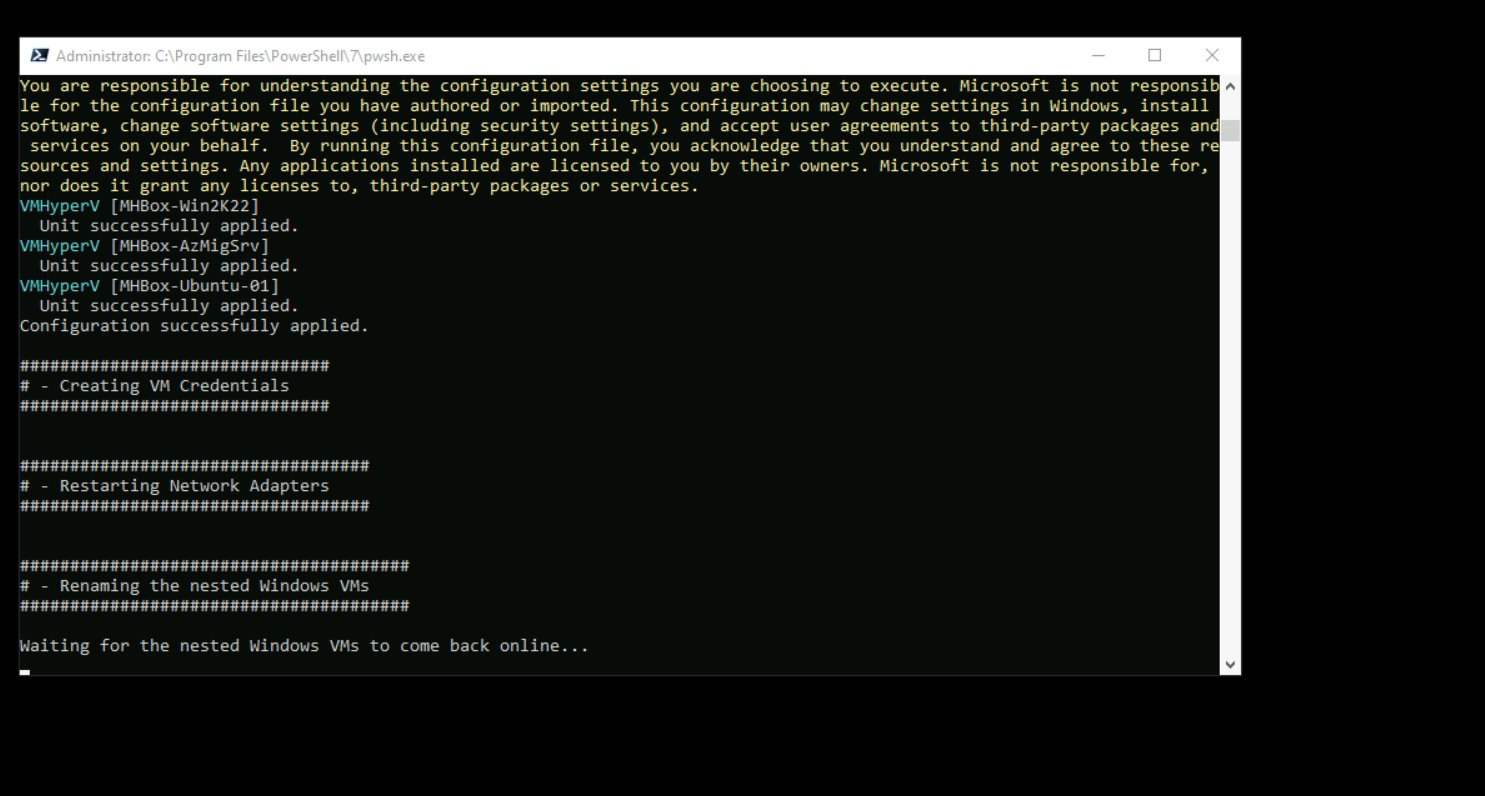 Administrator: C:\Program Files\PowerShell\7\pwsh.exe
You are responsible for understanding the configuration settings you are choosing to execute. Microsoft is not responsib
le for the configuration file you have authored or imported. This configuration may change settings in Windows, install
software, change software settings (including security settings), and accept user agreements to third-party packages and
 services on your behalf.  By running this configuration file, you acknowledge that you understand and agree to these re
sources and settings. Any applications installed are licensed to you by their owners. Microsoft is not responsible for,
nor does it grant any licenses to, third-party packages or services.
VMHyperV [MHBox-Win2K22]
  Unit successfully applied.
VMHyperV [MHBox-AzMigSrv]
  Unit successfully applied.
VMHyperV [MHBox-Ubuntu-01]
  Unit successfully applied.
Configuration successfully applied.
###############################
# - Creating VM Credentials
###############################
###################################
# - Restarting Network Adapters
###################################
#######################################
# - Renaming the nested Windows VMs
#######################################
Waiting for the nested Windows VMs to come back online...